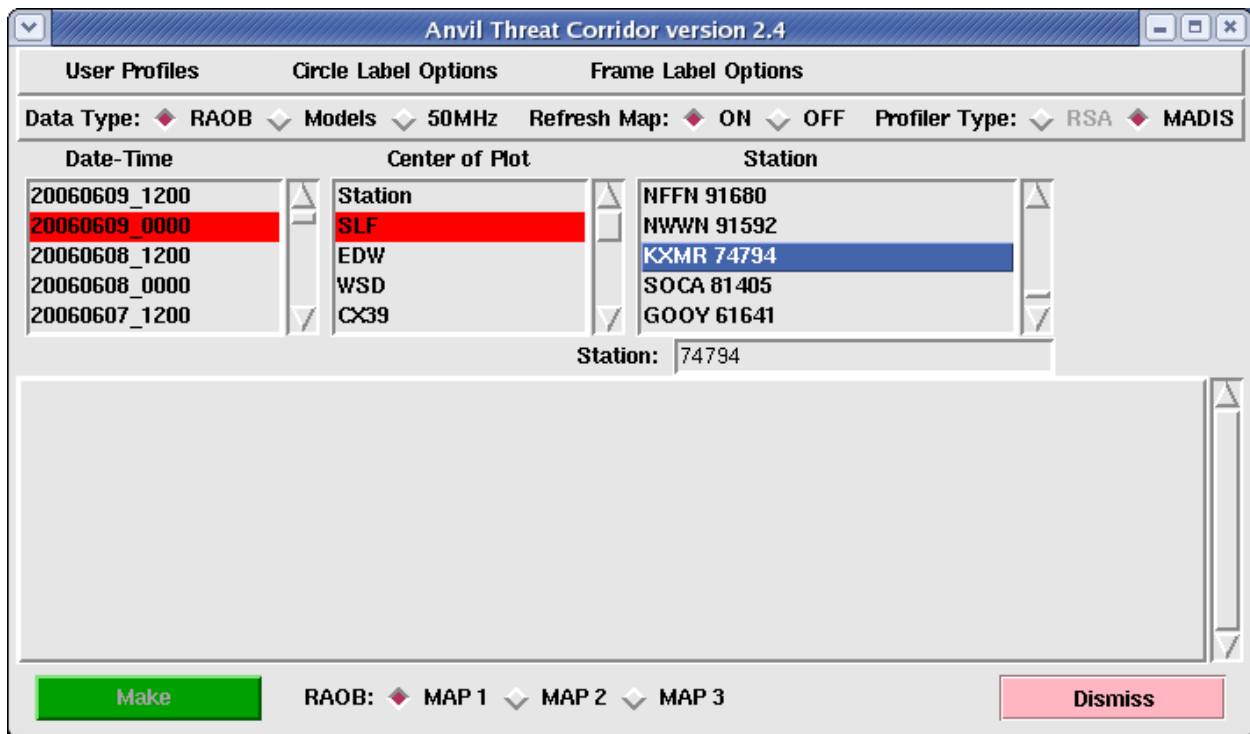 Anvil Threat Corridor version 2.4
User Profiles Circle Label Options Frame Label Options
Data Type: RAOB Models 50MHz Refresh Map: ON OFF Profiler Type: RSA MADIS
Date-Time Center of Plot Station
20060609_1200 Station NFFN 91680
20060609_0000 SLF NWWN 91592
20060608_1200 EDW KXMR 74794
20060608_0000 WSD SOCA 81405
20060607_1200 CX39 GOOY 61641
Station: 74794
Make RAOB: MAP 1 MAP 2 MAP 3 Dismiss